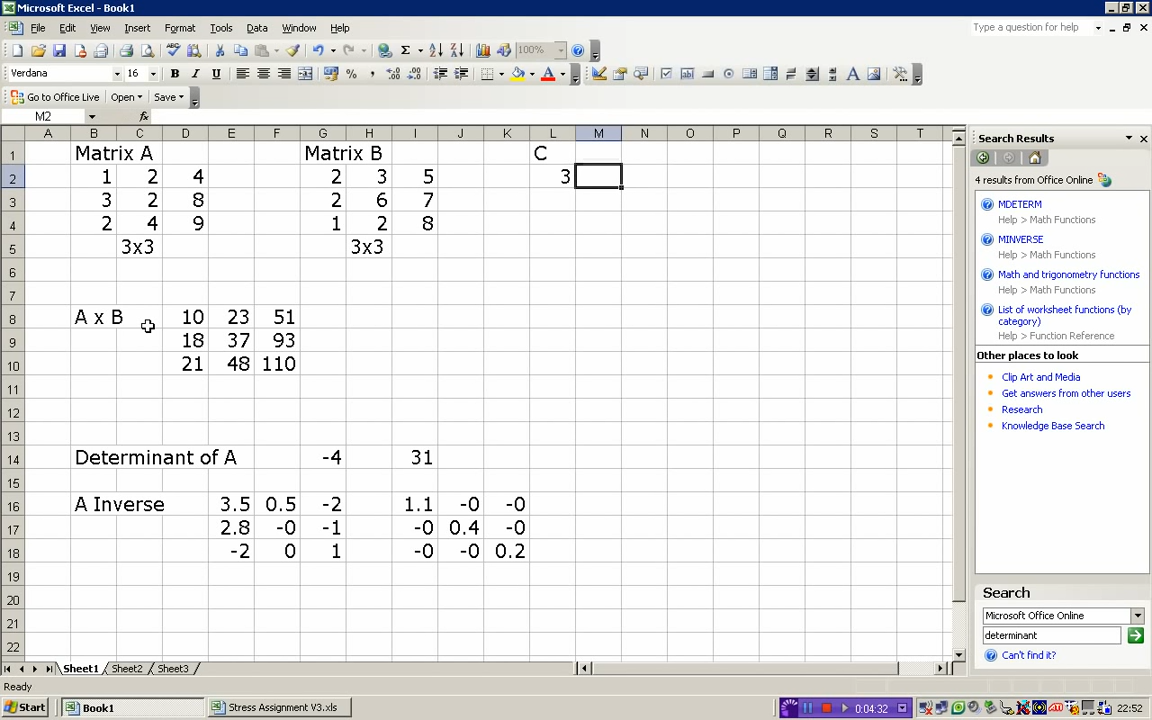 Microsoft Excel - Book1
File Edit View Insert Format Tools Data Window Help
Type a question for help
100%
Verdana 16 B I U
Go to Office Live Open Save
M2 fx
A B C D E F G H I J K L M N O P Q R S T
1 Matrix A Matrix B C
2 1 2 4 2 3 5 3
3 3 2 8 2 6 7
4 2 4 9 1 2 8
5 3x3 3x3
6
7
8 A x B 10 23 51
9 18 37 93
10 21 48 110
11
12
13
14 Determinant of A -4 31
15
16 A Inverse 3.5 0.5 -2 1.1 -0 -0
17 2.8 -0 -1 -0 0.4 -0
18 -2 0 1 -0 -0 0.2
19
20
21
22
Sheet1 Sheet2 Sheet3
Ready
Search Results
4 results from Office Online
MDETERM
Help > Math Functions
MINVERSE
Help > Math Functions
Math and trigonometry functions
Help > Math Functions
List of worksheet functions (by
category)
Help > Function Reference
Other places to look
Clip Art and Media
Get answers from other users
Research
Knowledge Base Search
Search
Microsoft Office Online
determinant
Can't find it?
Start Book1 Stress Assignment V3.xls 0:04:32 22:52